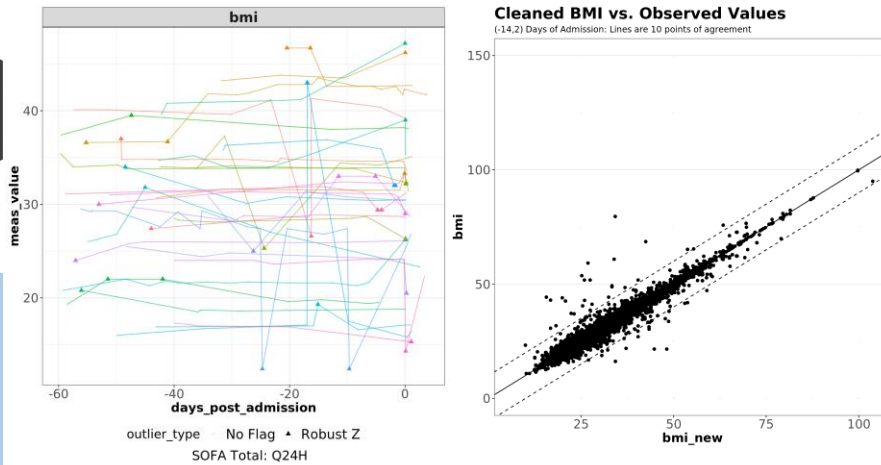 bmi
meas_value
40
30
20
-60
-40
-20
0
days_post_admission
outlier_type No Flag Robust Z
SOFA Total: Q24H
Cleaned BMI vs. Observed Values
(-14,2) Days of Admission: Lines are 10 points of agreement
bmi
150
100
50
0
25
50
75
100
bmi_new